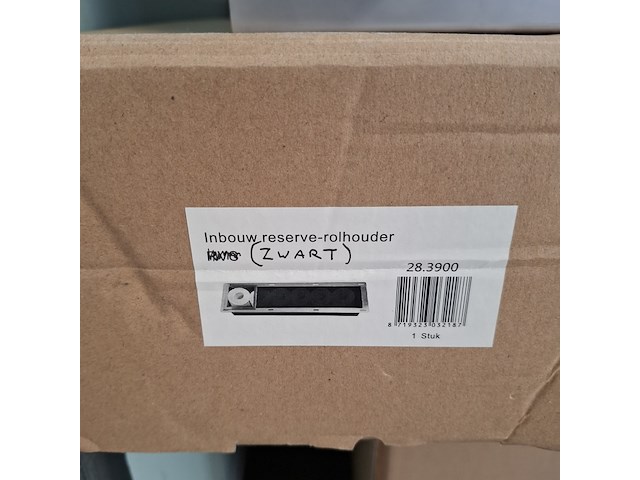 Inbouw reserve-rolhouder
(ZWART)
28.3900
8 719323 032187
1 Stuk